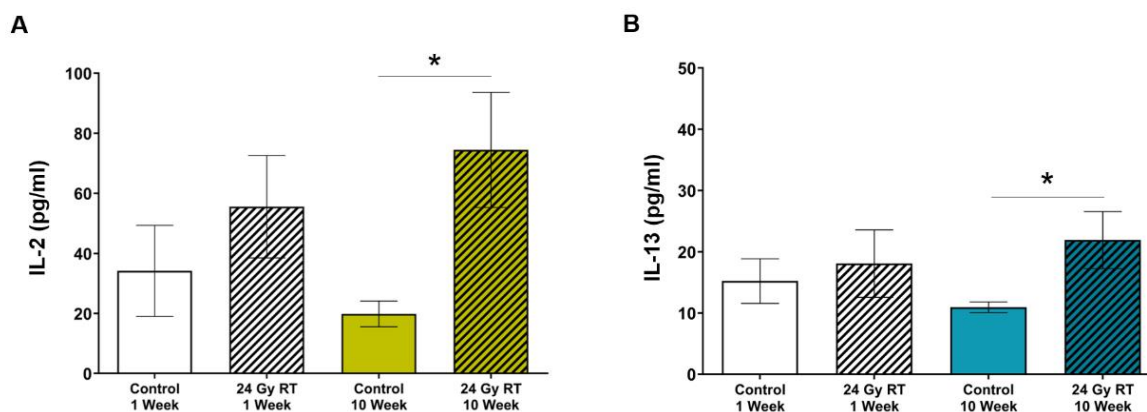 A
IL-2 (pg/ml)
100
80
60
40
20
0
*
Control
1 Week
24 Gy RT
1 Week
Control
10 Week
24 Gy RT
10 Week
B
IL-13 (pg/ml)
50
40
30
20
10
0
*
Control
1 Week
24 Gy RT
1 Week
Control
10 Week
24 Gy RT
10 Week